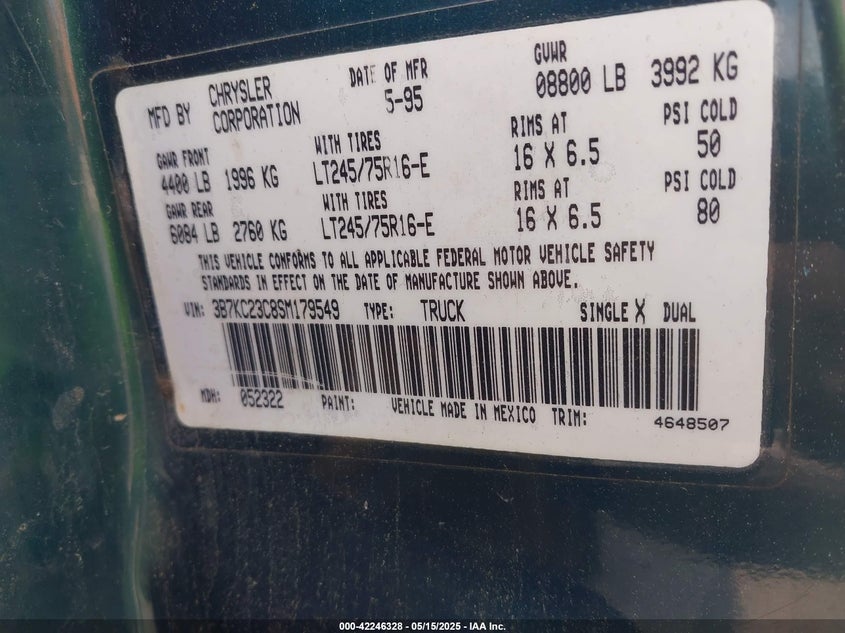 MFD BY CHRYSLER CORPORATION DATE OF MFR 5-95 GVWR 08800 LB 3992 KG
GAWR FRONT 4400 LB 1996 KG WITH TIRES LT245/75R16-E RIMS AT 16 X 6.5 PSI COLD 50
GAWR REAR 6084 LB 2760 KG WITH TIRES LT245/75R16-E RIMS AT 16 X 6.5 PSI COLD 80
THIS VEHICLE CONFORMS TO ALL APPLICABLE FEDERAL MOTOR VEHICLE SAFETY
STANDARDS IN EFFECT ON THE DATE OF MANUFACTURE SHOWN ABOVE.
VIN: 3B7KC23C8SM179549 TYPE: TRUCK SINGLE X DUAL
MDH: 052322 PAINT: VEHICLE MADE IN MEXICO TRIM: 4648507
000-42246328 - 05/15/2025 - IAA Inc.